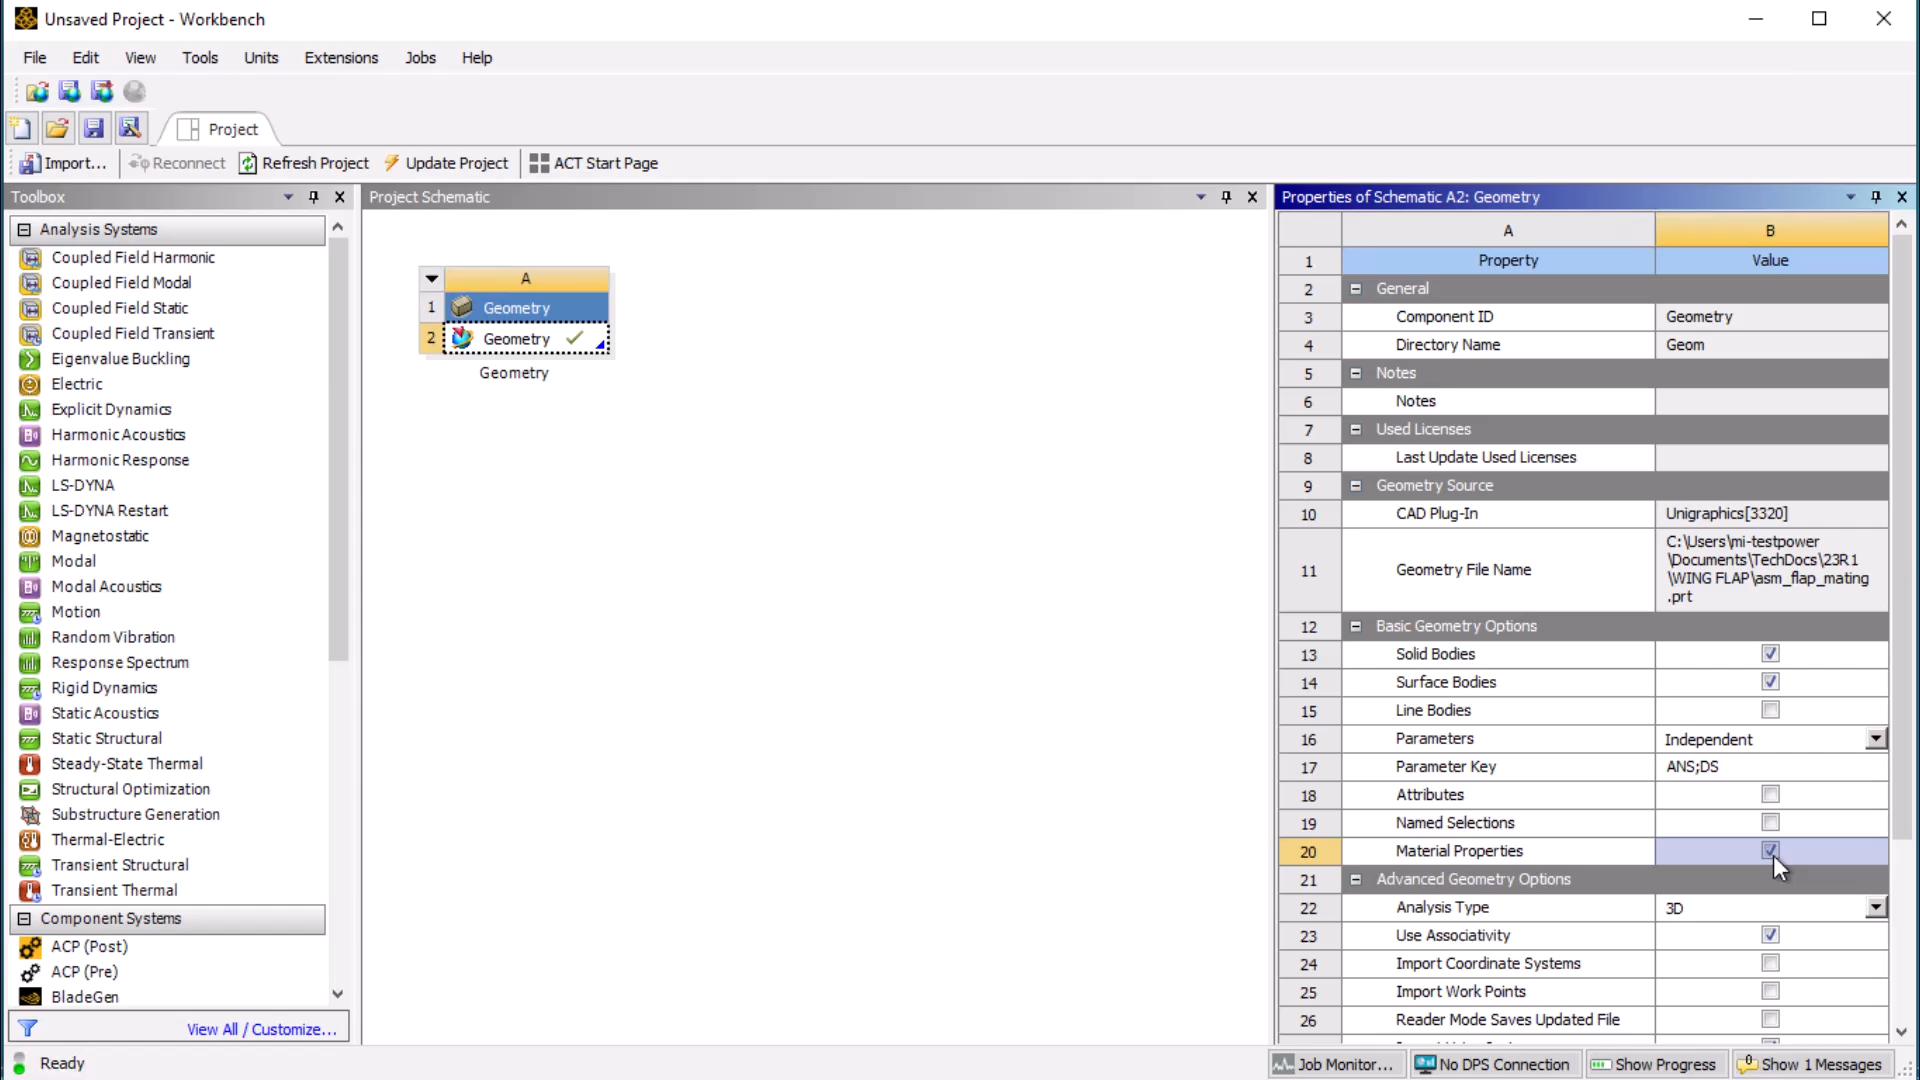 Unsaved Project - Workbench
File Edit View Tools Units Extensions Jobs Help
Project
Import... Reconnect Refresh Project Update Project ACT Start Page
Toolbox
Analysis Systems
Coupled Field Harmonic
Coupled Field Modal
Coupled Field Static
Coupled Field Transient
Eigenvalue Buckling
Electric
Explicit Dynamics
Harmonic Acoustics
Harmonic Response
LS-DYNA
LS-DYNA Restart
Magnetostatic
Modal
Modal Acoustics
Motion
Random Vibration
Response Spectrum
Rigid Dynamics
Static Acoustics
Static Structural
Steady-State Thermal
Structural Optimization
Substructure Generation
Thermal-Electric
Transient Structural
Transient Thermal
Component Systems
ACP (Post)
ACP (Pre)
BladeGen
View All / Customize...
Project Schematic
A
1 Geometry
2 Geometry
Geometry
Properties of Schematic A2: Geometry
A B
1 Property Value
2 General
3 Component ID Geometry
4 Directory Name Geom
5 Notes
6 Notes
7 Used Licenses
8 Last Update Used Licenses
9 Geometry Source
10 CAD Plug-In Unigraphics[3320]
11 Geometry File Name C:\Users\mi-testpower
\Documents\TechDocs\23R1
\WING FLAP\asm_flap_mating
.prt
12 Basic Geometry Options
13 Solid Bodies
14 Surface Bodies
15 Line Bodies
16 Parameters Independent
17 Parameter Key ANS;DS
18 Attributes
19 Named Selections
20 Material Properties
21 Advanced Geometry Options
22 Analysis Type 3D
23 Use Associativity
24 Import Coordinate Systems
25 Import Work Points
26 Reader Mode Saves Updated File
Ready
Job Monitor... No DPS Connection Show Progress Show 1 Messages